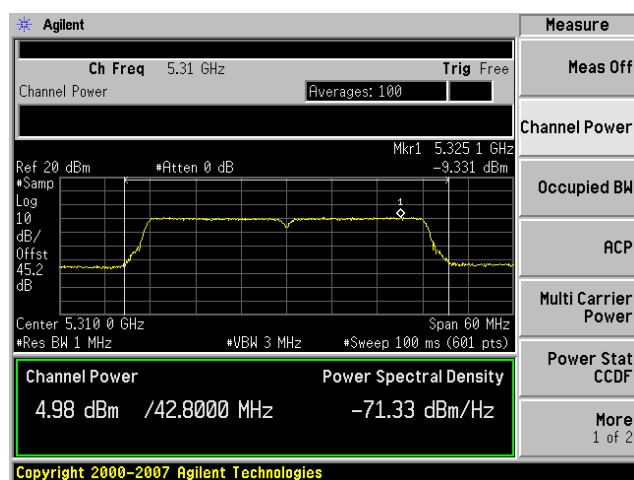 Agilent
Measure
Ch Freq 5.31 GHz Trig Free
Channel Power Averages: 100
Mkr1 5.325 1 GHz
Ref 20 dBm #Atten 0 dB -9.331 dBm
#Samp
Log
10
dB/
Offst
45.2
dB
1
Center 5.310 0 GHz Span 60 MHz
#Res BW 1 MHz #VBW 3 MHz #Sweep 100 ms (601 pts)
Channel Power Power Spectral Density
4.98 dBm /42.8000 MHz -71.33 dBm/Hz
Meas Off
Channel Power
Occupied BW
ACP
Multi Carrier
Power
Power Stat
CCDF
More
1 of 2
Copyright 2000-2007 Agilent Technologies